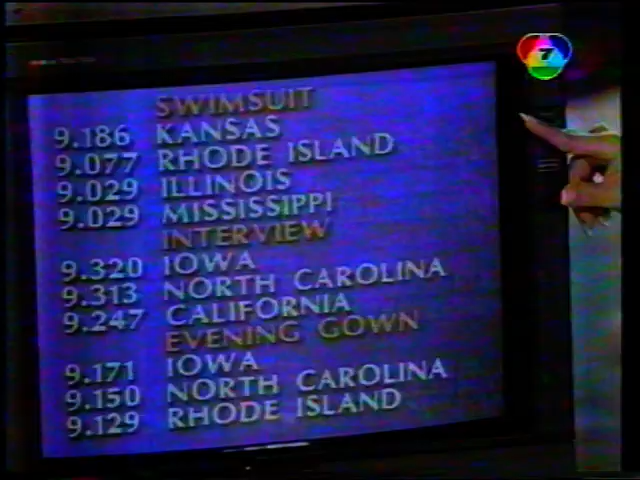 7
SWIMSUIT
9.186 KANSAS
9.077 RHODE ISLAND
9.029 ILLINOIS
9.029 MISSISSIPPI
INTERVIEW
9.320 IOWA
9.313 NORTH CAROLINA
9.247 CALIFORNIA
EVENING GOWN
9.171 IOWA
9.150 NORTH CAROLINA
9.129 RHODE ISLAND